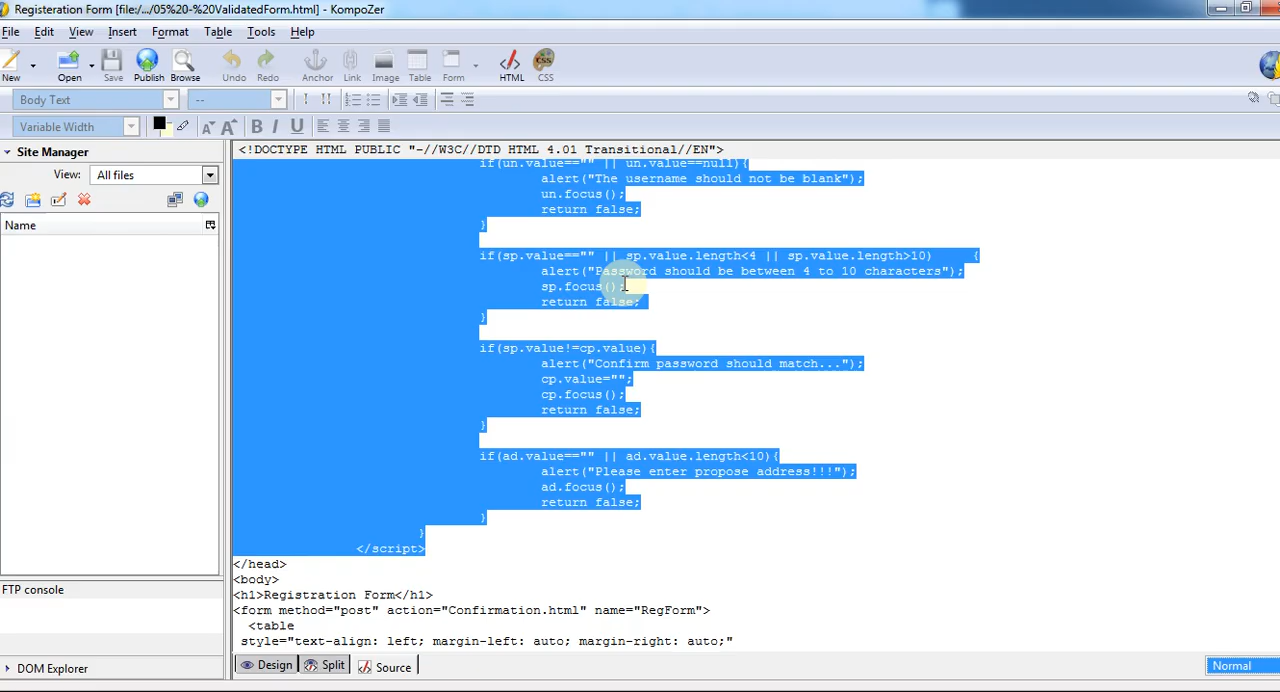 Registeration Form [file:/.../05%20-%20ValidatedForm.html] - KompoZer
File Edit View Insert Format Table Tools Help
New Open Save Publish Browse Undo Redo Anchor Link Image Table Form HTML CSS
Body Text --
Variable Width B I U
Site Manager
View: All files
Name
FTP console
DOM Explorer
<!DOCTYPE HTML PUBLIC "-//W3C//DTD HTML 4.01 Transitional//EN">
if(un.value=="" || un.value==null){
alert("The username should not be blank");
un.focus();
return false;
}
if(sp.value=="" || sp.value.length<4 || sp.value.length>10) {
alert("Password should be between 4 to 10 characters");
sp.focus();
return false;
}
if(sp.value!=cp.value){
alert("Confirm password should match...");
cp.value="";
cp.focus();
return false;
}
if(ad.value=="" || ad.value.length<10){
alert("Please enter propose address!!!");
ad.focus();
return false;
}
}
</script>
</head>
<body>
<h1>Registration Form</h1>
<form method="post" action="Confirmation.html" name="RegForm">
<table
style="text-align: left; margin-left: auto; margin-right: auto;"
Design Split Source
Normal